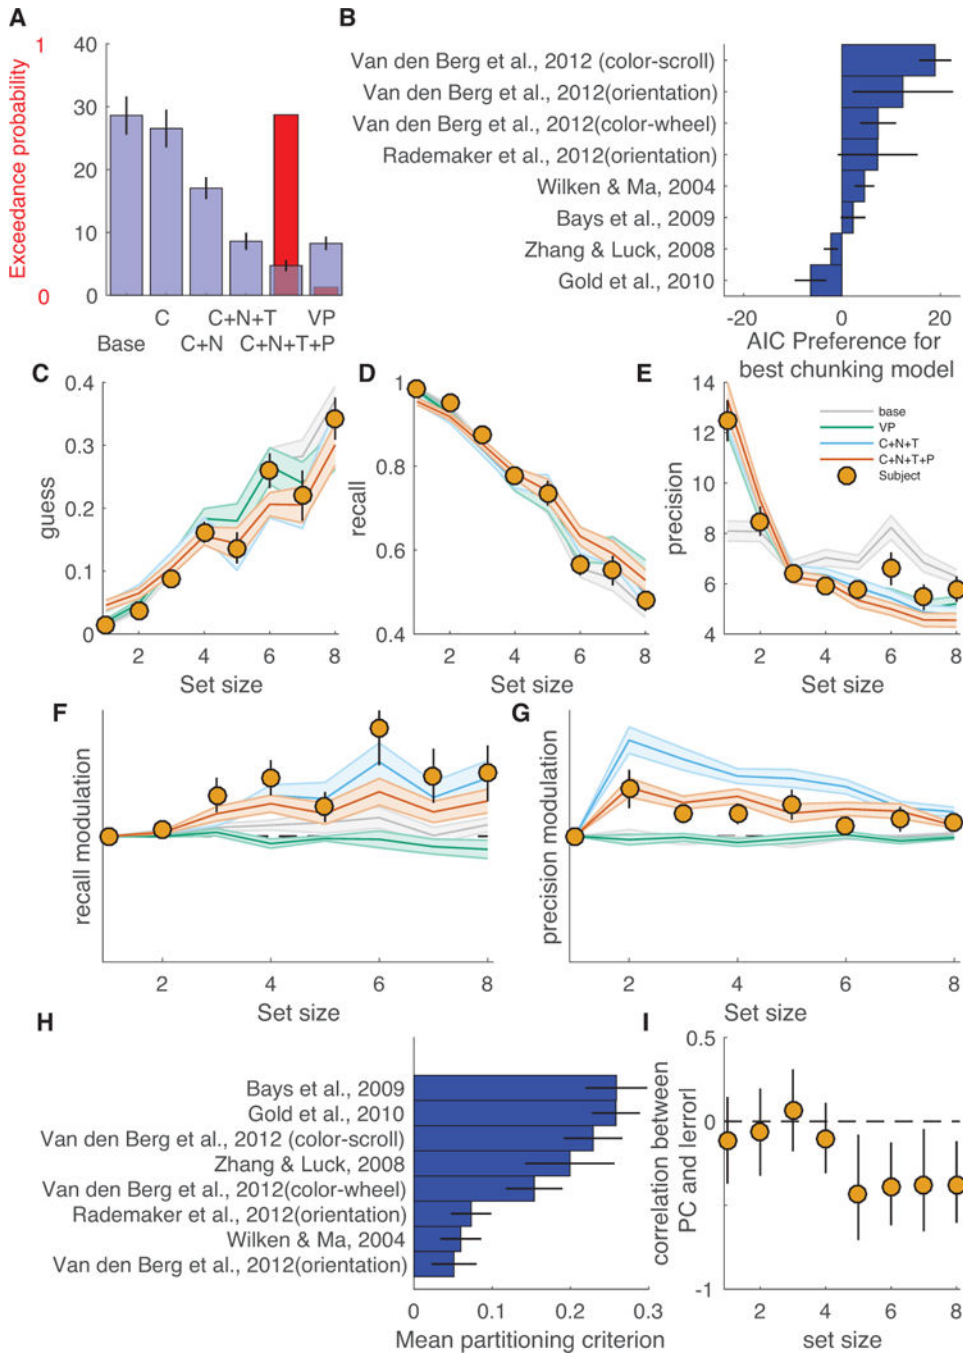 A
B
Exceedance probability
1
0
40
30
20
10
0
C
C+N+T
VP
Base
C+N
C+N+T+P
Van den Berg et al., 2012 (color-scroll)
Van den Berg et al., 2012(orientation)
Van den Berg et al., 2012(color-wheel)
Rademaker et al., 2012(orientation)
Wilken & Ma, 2004
Bays et al., 2009
Zhang & Luck, 2008
Gold et al., 2010
-20 0 20
AIC Preference for
best chunking model
C
guess
0.4
0.3
0.2
0.1
0
2 4 6 8
Set size
D
recall
1
0.8
0.6
0.4
2 4 6 8
Set size
E
precision
14
12
10
8
6
4
base
VP
C+N+T
C+N+T+P
Subject
2 4 6 8
Set size
F
recall modulation
2 4 6 8
Set size
G
precision modulation
2 4 6 8
Set size
H
Bays et al., 2009
Gold et al., 2010
Van den Berg et al., 2012 (color-scroll)
Zhang & Luck, 2008
Van den Berg et al., 2012(color-wheel)
Rademaker et al., 2012(orientation)
Wilken & Ma, 2004
Van den Berg et al., 2012(orientation)
0 0.1 0.2 0.3
Mean partitioning criterion
I
correlation between
PC and lerrorl
0.5
0
-1
2 4 6 8
set size